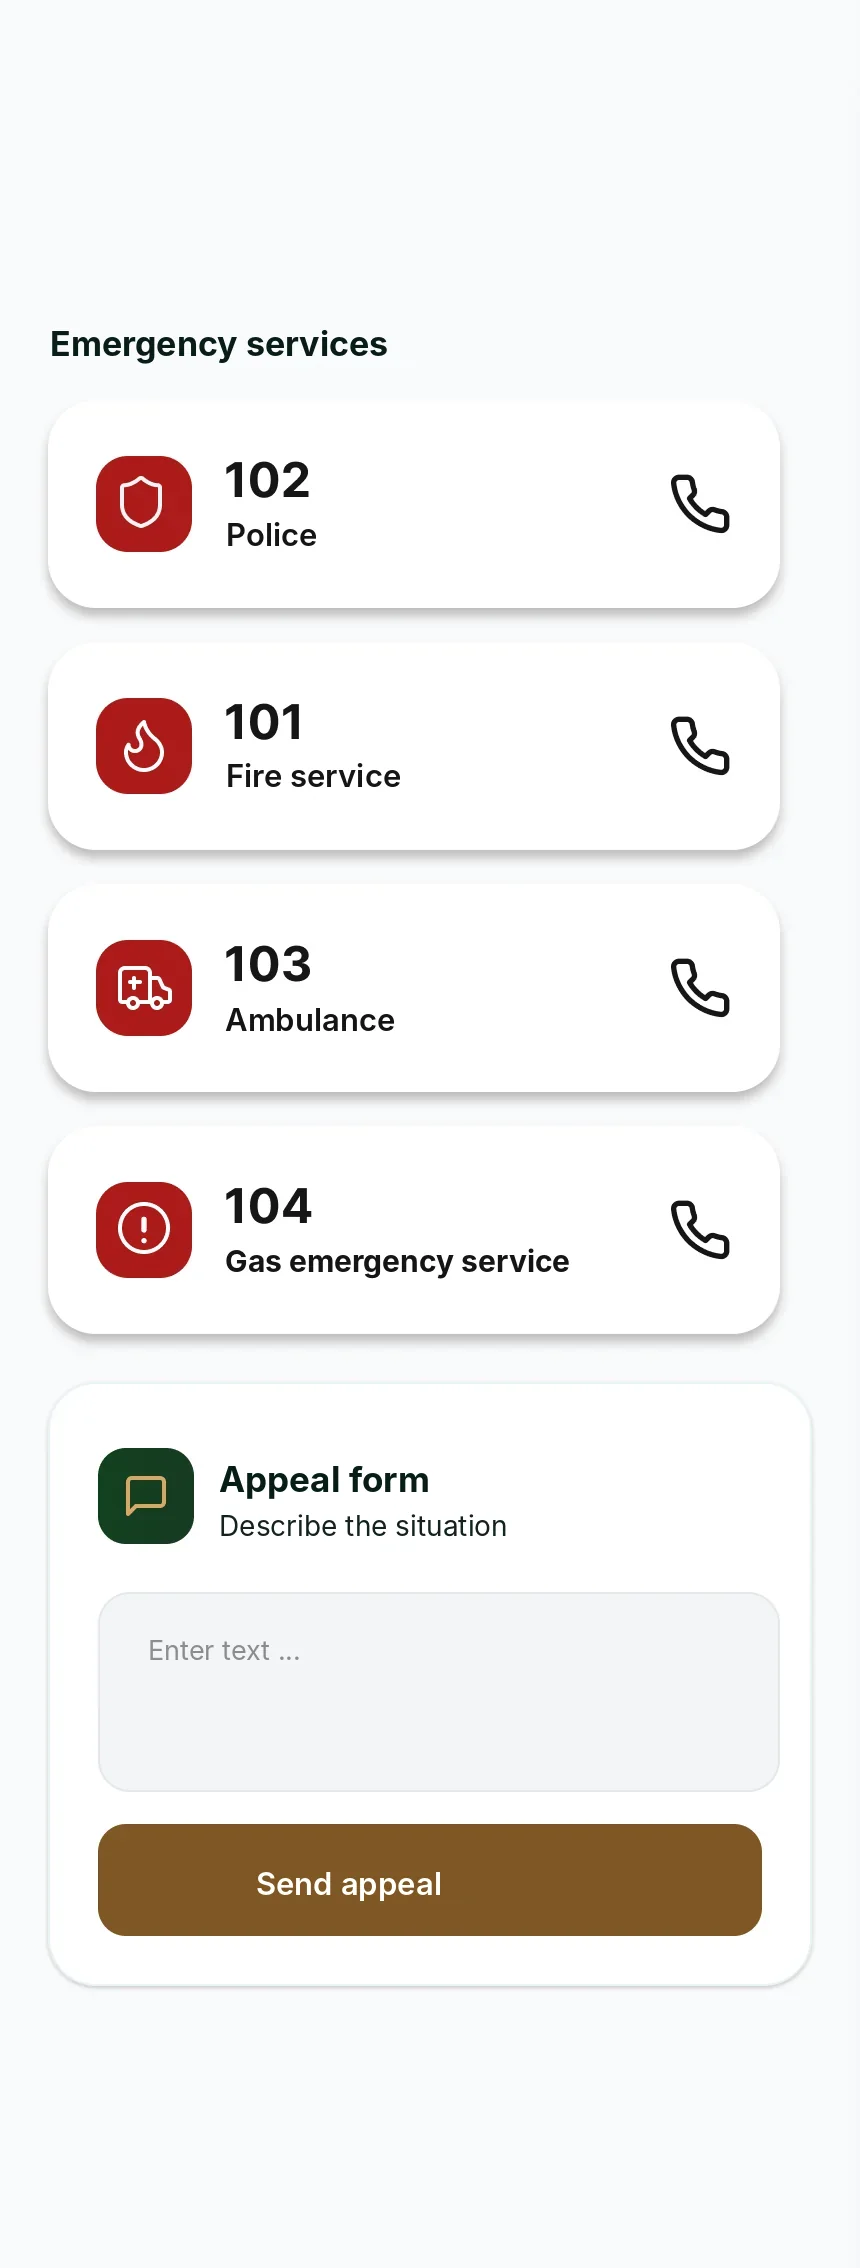 Emergency services
102
Police
101
Fire service
103
Ambulance
104
Gas emergency service
Appeal form
Describe the situation
Enter text ...
Send appeal